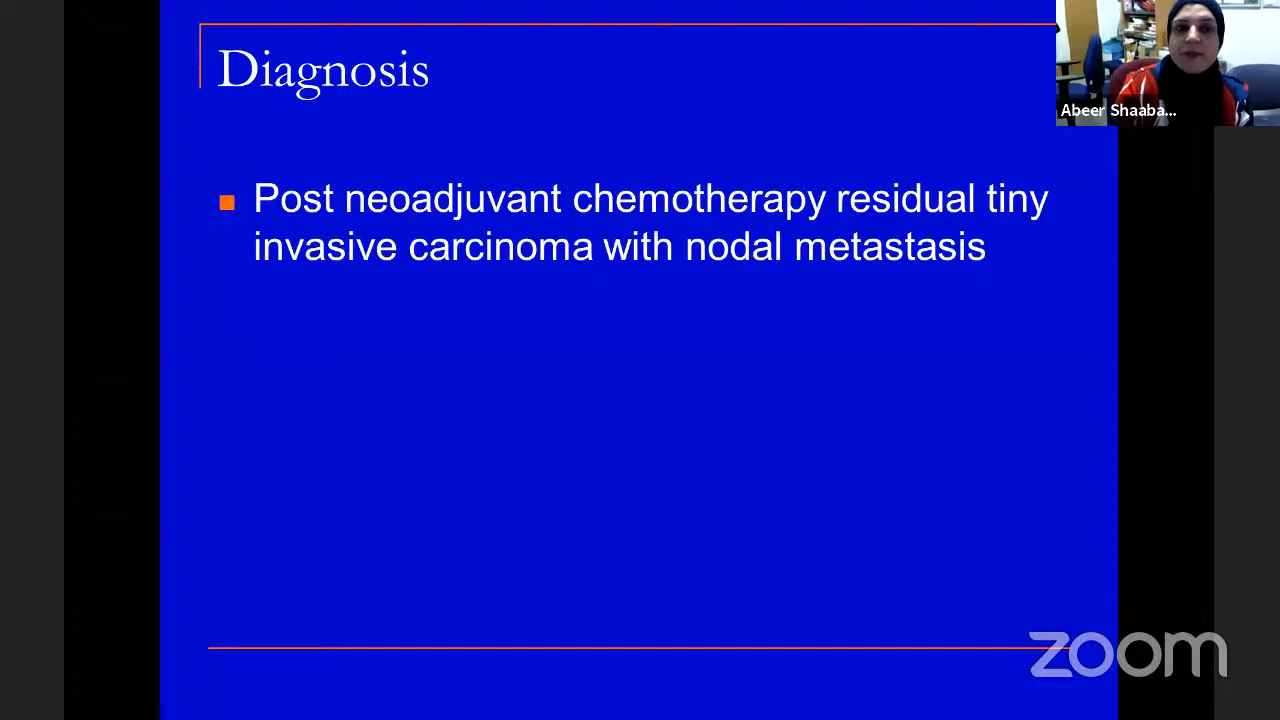 Diagnosis
Abeer Shaaba...
Post neoadjuvant chemotherapy residual tiny
invasive carcinoma with nodal metastasis
zoom